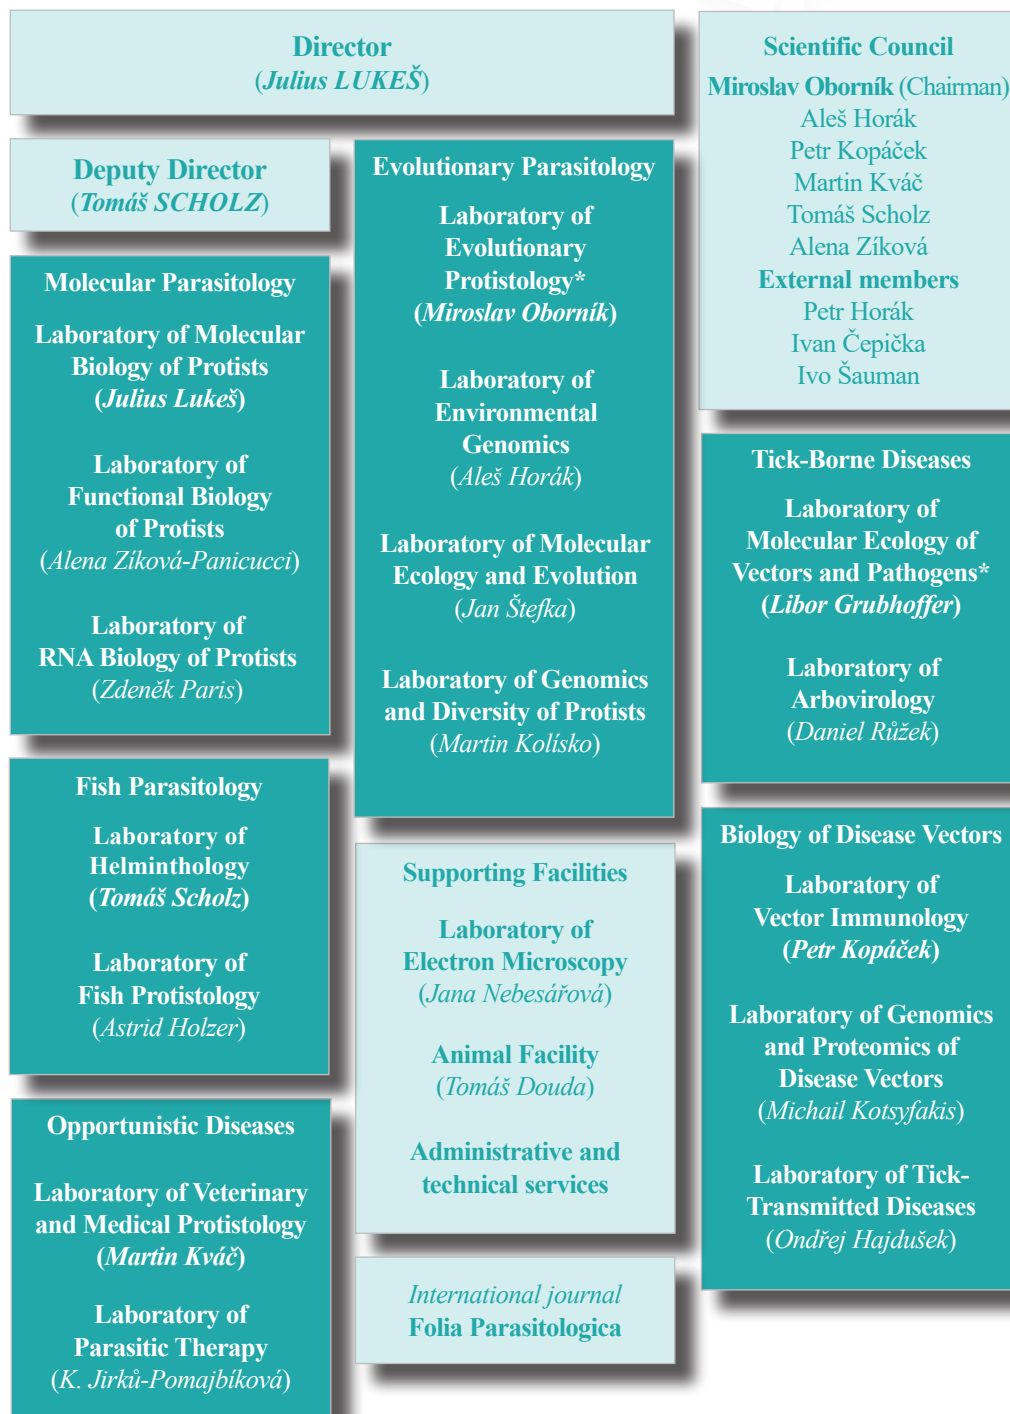 Director
(Julius LUKEŠ)
Deputy Director
(Tomáš SCHOLZ)
Molecular Parasitology
Laboratory of Molecular
Biology of Protists
(Julius Lukeš)
Laboratory of
Functional Biology
of Protists
(Alena Zíková-Panicucci)
Laboratory of
RNA Biology of Protists
(Zdeněk Paris)
Fish Parasitology
Laboratory of
Helminthology
(Tomáš Scholz)
Laboratory of
Fish Protistology
(Astrid Holzer)
Opportunistic Diseases
Laboratory of Veterinary
and Medical Protistology
(Martin Kváč)
Laboratory of
Parasitic Therapy
(K. Jirků-Pomajbíková)
Evolutionary Parasitology
Laboratory of
Evolutionary
Protistology*
(Miroslav Oborník)
Laboratory of
Environmental
Genomics
(Aleš Horák)
Laboratory of Molecular
Ecology and Evolution
(Jan Štefka)
Laboratory of Genomics
and Diversity of Protists
(Martin Kolísko)
Supporting Facilities
Laboratory of
Electron Microscopy
(Jana Nebesářová)
Animal Facility
(Tomáš Douda)
Administrative and
technical services
International journal
Folia Parasitologica
Scientific Council
Miroslav Oborník (Chairman)
Aleš Horák
Petr Kopáček
Martin Kváč
Tomáš Scholz
Alena Zíková
External members
Petr Horák
Ivan Čepička
Ivo Šauman
Tick-Borne Diseases
Laboratory of
Molecular Ecology of
Vectors and Pathogens*
(Libor Grubhoffer)
Laboratory of
Arbovirology
(Daniel Růžek)
Biology of Disease Vectors
Laboratory of
Vector Immunology
(Petr Kopáček)
Laboratory of Genomics
and Proteomics of
Disease Vectors
(Michail Kotsyfakis)
Laboratory of Tick-
Transmitted Diseases
(Ondřej Hajdušek)